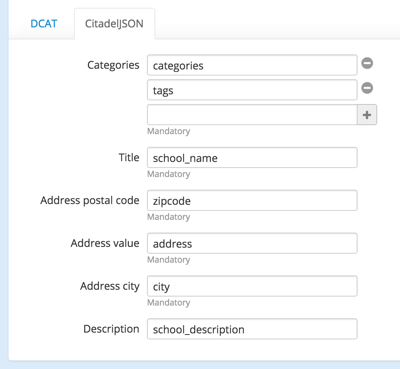 DCAT CitadelJSON
Categories categories
tags
Mandatory
Title school_name
Mandatory
Address postal code zipcode
Mandatory
Address value address
Mandatory
Address city city
Mandatory
Description school_description